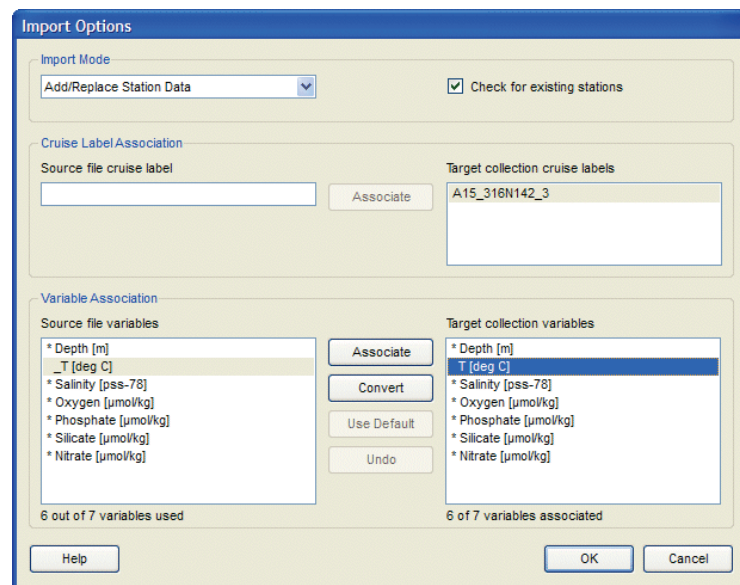 Import Options
Import Mode
Add/Replace Station Data
Check for existing stations
Cruise Label Association
Source file cruise label
Associate
Target collection cruise labels
A15_316N142_3
Variable Association
Source file variables
* Depth [m]
_T [deg C]
* Salinity [pss-78]
* Oxygen [µmol/kg]
* Phosphate [µmol/kg]
* Silicate [µmol/kg]
* Nitrate [µmol/kg]
6 out of 7 variables used
Associate
Convert
Use Default
Undo
Target collection variables
* Depth [m]
T [deg C]
* Salinity [pss-78]
* Oxygen [µmol/kg]
* Phosphate [µmol/kg]
* Silicate [µmol/kg]
* Nitrate [µmol/kg]
6 of 7 variables associated
Help
OK
Cancel